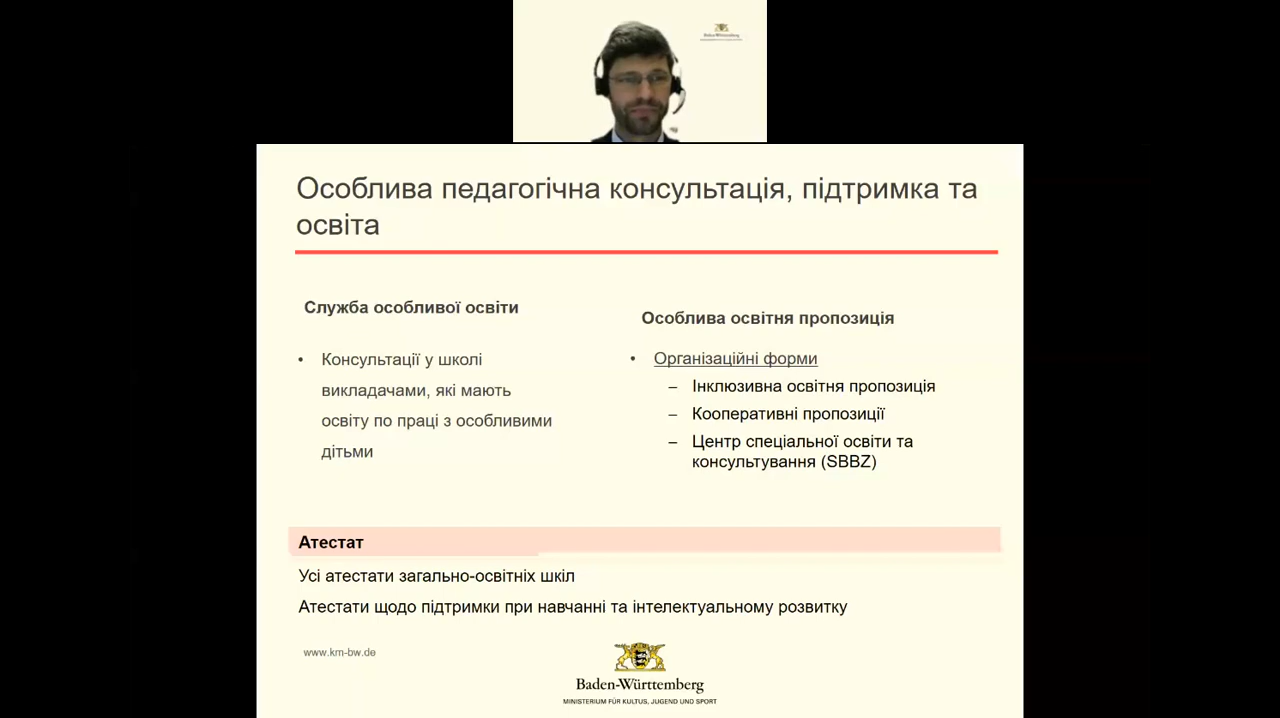 Baden-Württemberg
Особлива педагогічна консультація, підтримка та
освіта
Служба особливої освіти
• Консультації у школі
викладачами, які мають
освіту по праці з особливими
дітьми
Особлива освітня пропозиція
• Організаційні форми
– Інклюзивна освітня пропозиція
– Кооперативні пропозиції
– Центр спеціальної освіти та
консультування (SBBZ)
Атестат
Усі атестати загально-освітніх шкіл
Атестати щодо підтримки при навчанні та інтелектуальному розвитку
www.km-bw.de
Baden-Württemberg
MINISTERIUM FÜR KULTUS, JUGEND UND SPORT